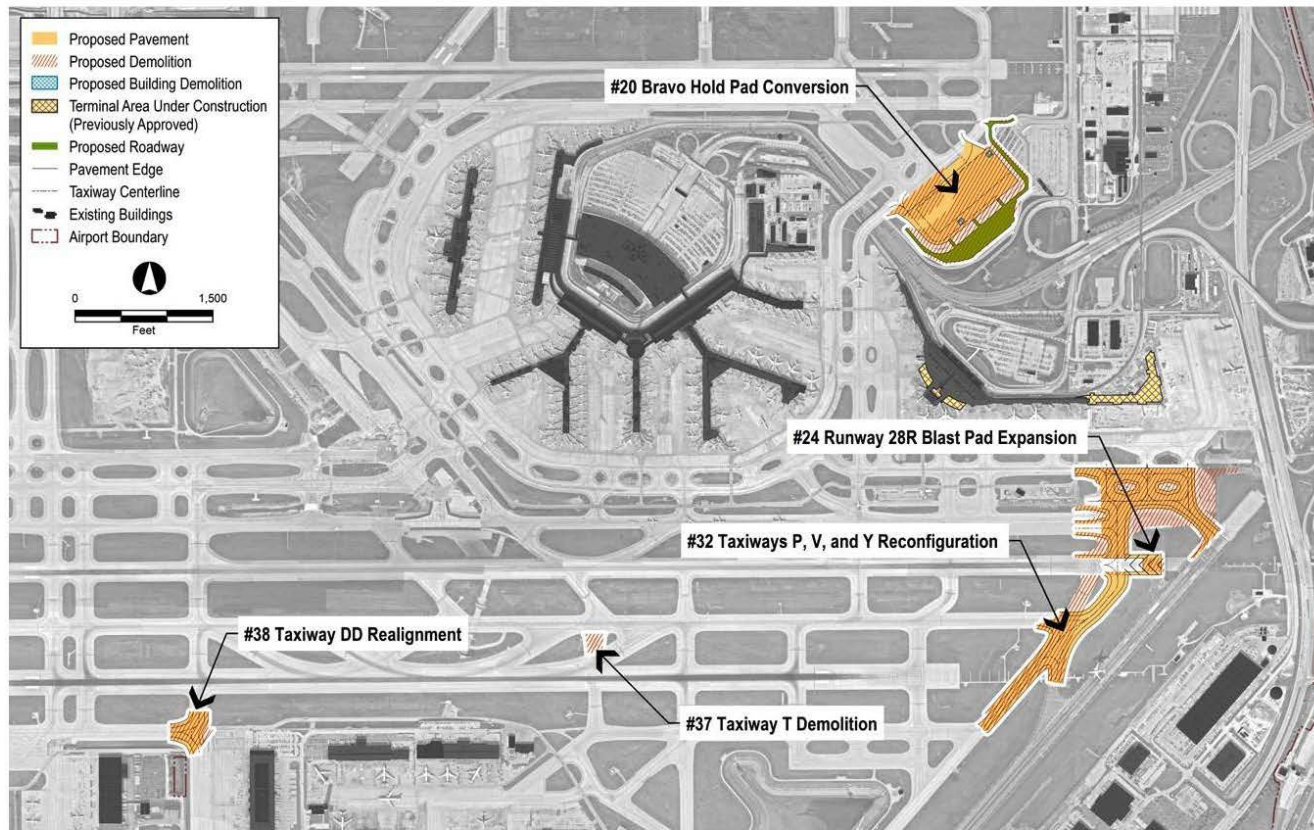 Proposed Pavement
Proposed Demolition
Proposed Building Demolition
Terminal Area Under Construction
(Previously Approved)
Proposed Roadway
Pavement Edge
Taxiway Centerline
Existing Buildings
Airport Boundary
0 1,500
Feet
#20 Bravo Hold Pad Conversion
#24 Runway 28R Blast Pad Expansion
#32 Taxiways P, V, and Y Reconfiguration
#38 Taxiway DD Realignment
#37 Taxiway T Demolition